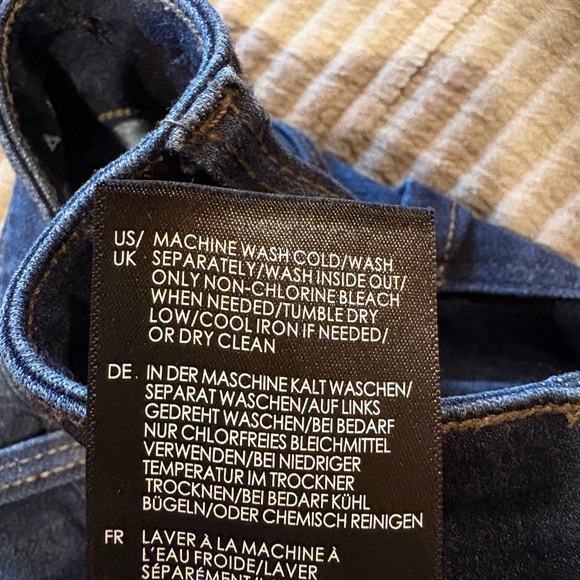 US/ MACHINE WASH COLD/WASH
UK SEPARATELY/WASH INSIDE OUT/
ONLY NON-CHLORINE BLEACH
WHEN NEEDED/TUMBLE DRY
LOW/COOL IRON IF NEEDED/
OR DRY CLEAN
DE. IN DER MASCHINE KALT WASCHEN/
SEPARAT WASCHEN/AUF LINKS
GEDREHT WASCHEN/BEI BEDARF
NUR CHLORFREIES BLEICHMITTEL
VERWENDEN/BEI NIEDRIGER
TEMPERATUR IM TROCKNER
TROCKNEN/BEI BEDARF KÜHL
BÜGELN/ODER CHEMISCH REINIGEN
FR LAVER À LA MACHINE À
L'EAU FROIDE/LAVER
SÉPARÉMENT